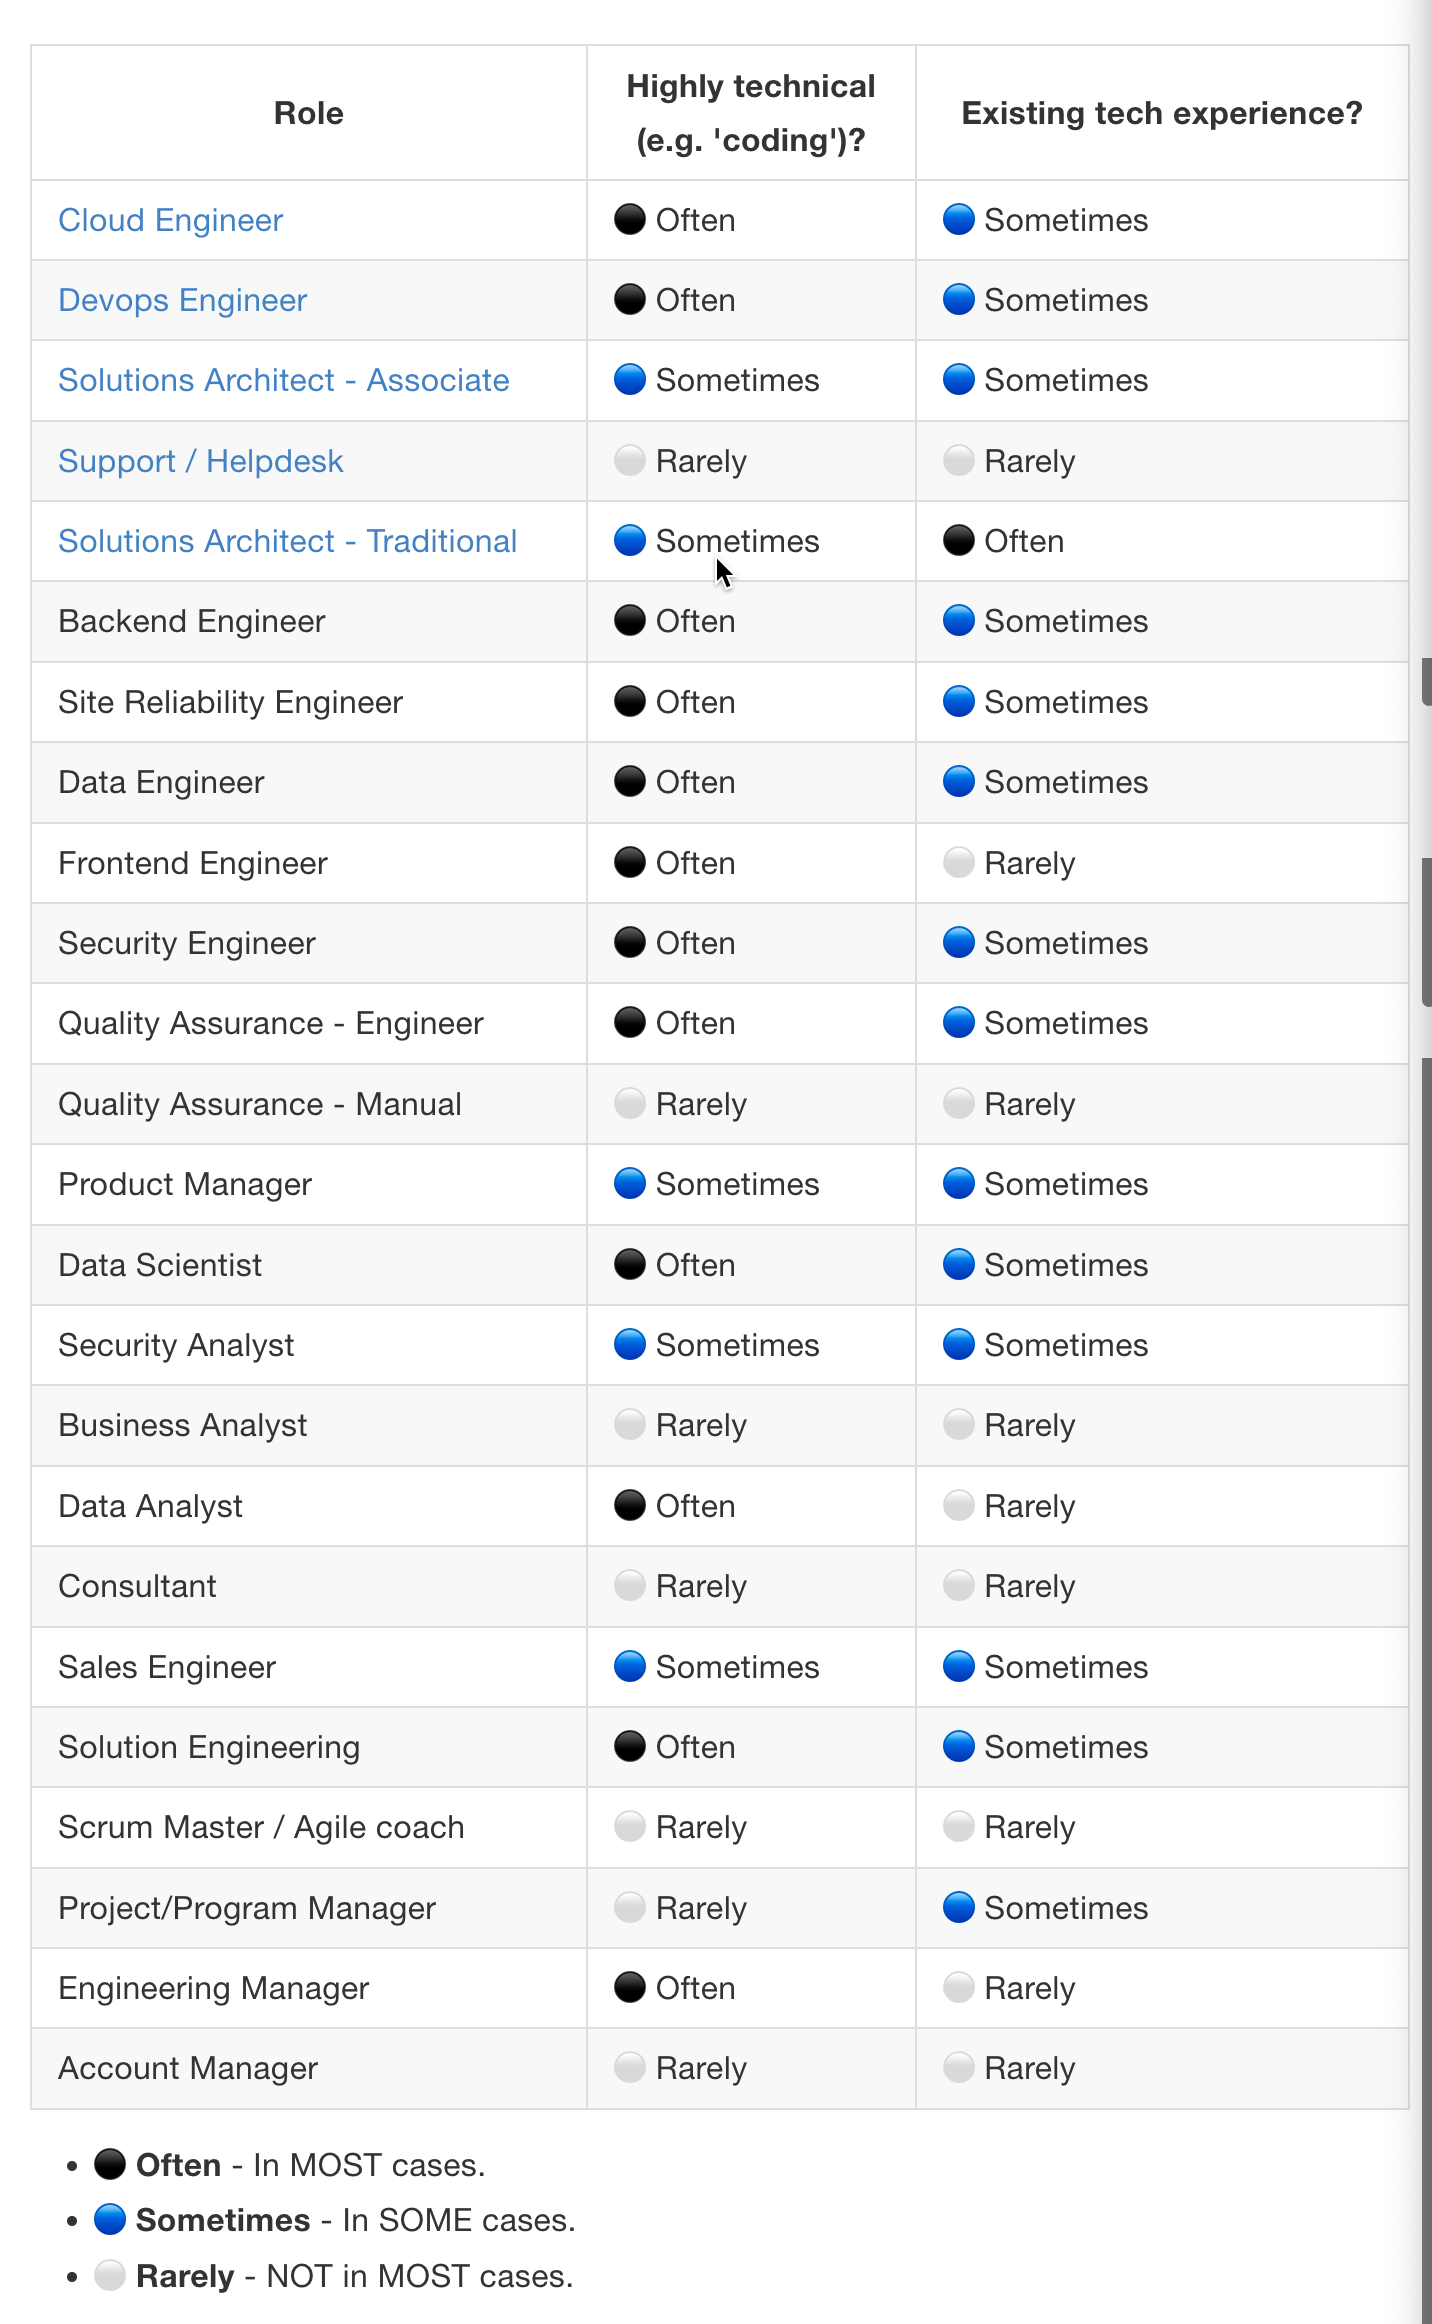 Role
Highly technical
(e.g. 'coding')?
Existing tech experience?
Cloud Engineer Often Sometimes
Devops Engineer Often Sometimes
Solutions Architect - Associate Sometimes Sometimes
Support / Helpdesk Rarely Rarely
Solutions Architect - Traditional Sometimes Often
Backend Engineer Often Sometimes
Site Reliability Engineer Often Sometimes
Data Engineer Often Sometimes
Frontend Engineer Often Rarely
Security Engineer Often Sometimes
Quality Assurance - Engineer Often Sometimes
Quality Assurance - Manual Rarely Rarely
Product Manager Sometimes Sometimes
Data Scientist Often Sometimes
Security Analyst Sometimes Sometimes
Business Analyst Rarely Rarely
Data Analyst Often Rarely
Consultant Rarely Rarely
Sales Engineer Sometimes Sometimes
Solution Engineering Often Sometimes
Scrum Master / Agile coach Rarely Rarely
Project/Program Manager Rarely Sometimes
Engineering Manager Often Rarely
Account Manager Rarely Rarely
Often - In MOST cases.
Sometimes - In SOME cases.
Rarely - NOT in MOST cases.